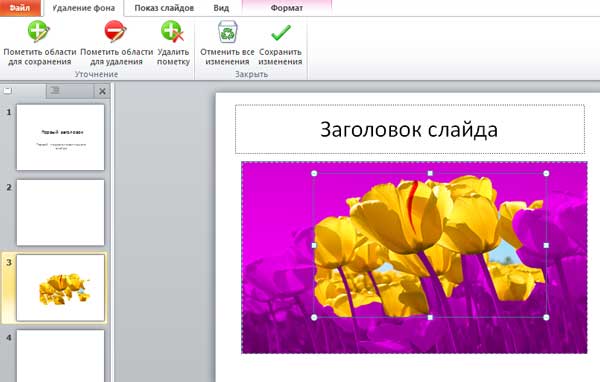 Файл Удаление фона Показ слайдов Вид Формат
Пометить области для сохранения
Пометить области для удаления
Удалить пометку
Отменить все изменения
Сохранить изменения
Уточнение Закрыть
1
Первый заголовок
2
3
4
Заголовок слайда